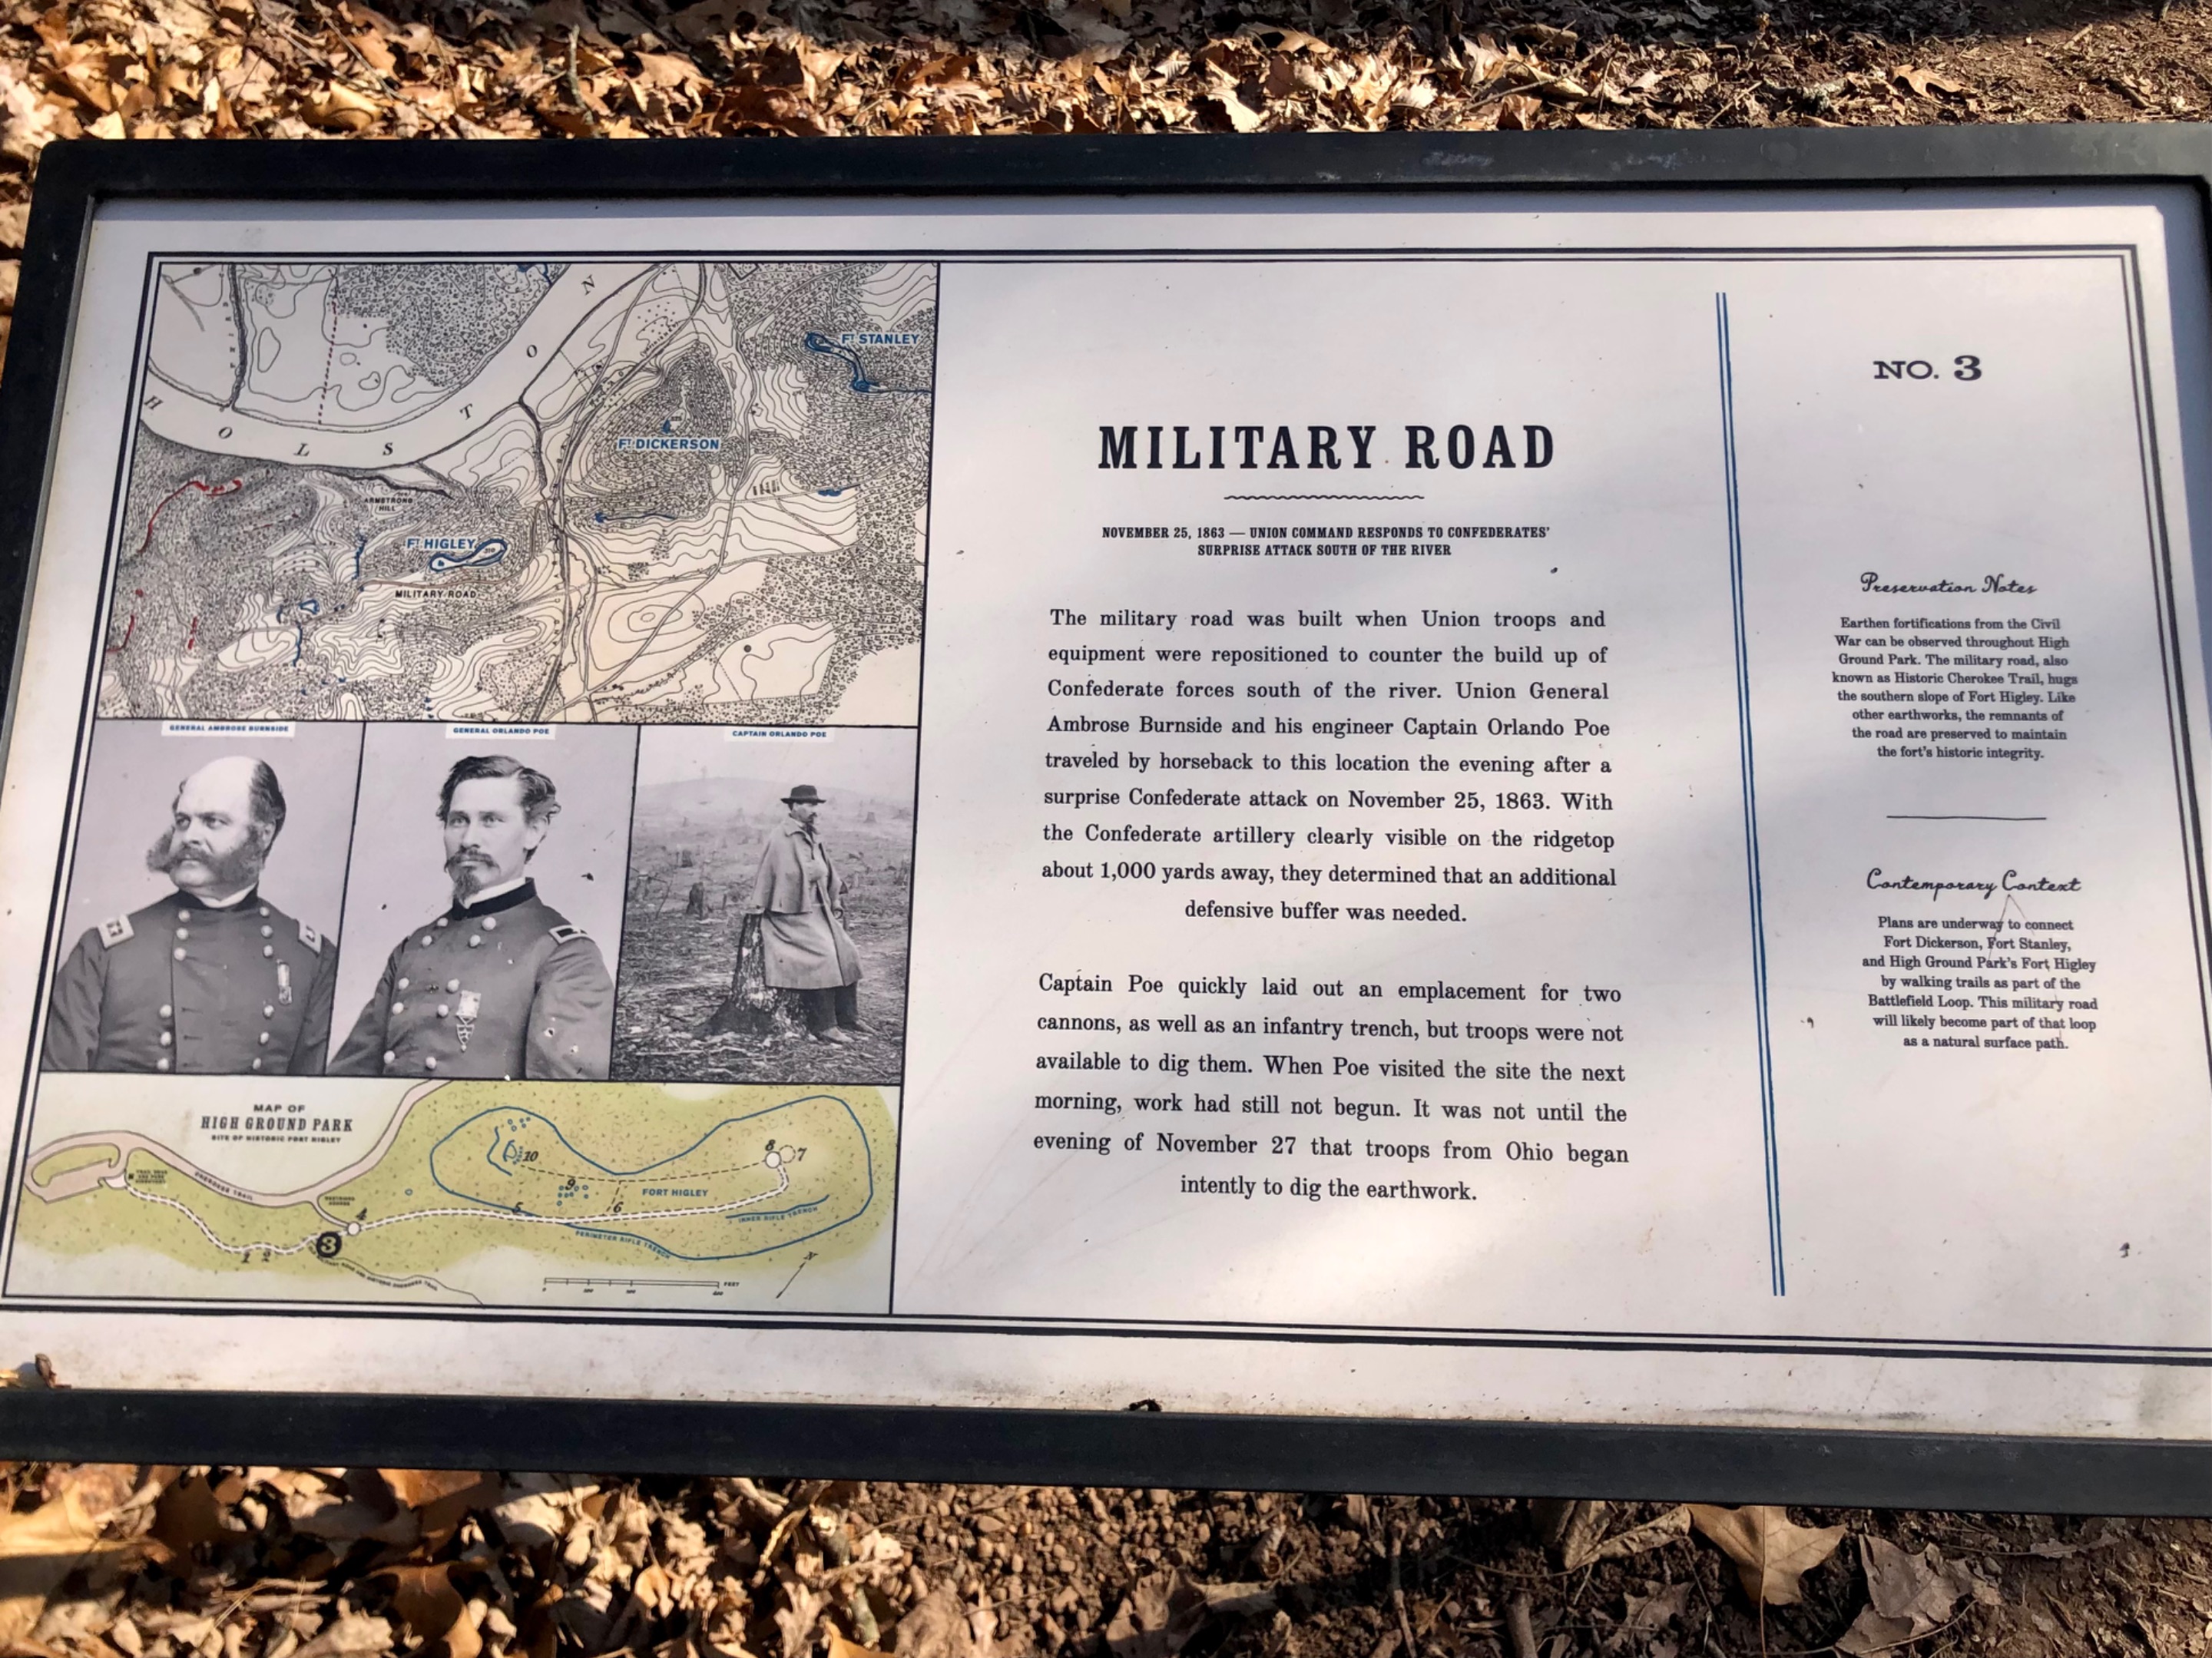 HOLSTON
Fᵀ STANLEY
Fᵀ DICKERSON
ARMSTRONG
HILL
Fᵀ HIGLEY
MILITARY ROAD
GENERAL AMBROSE BURNSIDE
GENERAL ORLANDO POE
CAPTAIN ORLANDO POE
MAP OF
HIGH GROUND PARK
SITE OF HISTORIC FORT HIGLEY
CHEROKEE TRAIL
1
2
3
4
5
6
7
8
9
10
FORT HIGLEY
INNER RIFLE TRENCH
PERIMETER RIFLE TRENCH
N
FEET
MILITARY ROAD
NOVEMBER 25, 1863 — UNION COMMAND RESPONDS TO CONFEDERATES'
SURPRISE ATTACK SOUTH OF THE RIVER
The military road was built when Union troops and
equipment were repositioned to counter the build up of
Confederate forces south of the river. Union General
Ambrose Burnside and his engineer Captain Orlando Poe
traveled by horseback to this location the evening after a
surprise Confederate attack on November 25, 1863. With
the Confederate artillery clearly visible on the ridgetop
about 1,000 yards away, they determined that an additional
defensive buffer was needed.
Captain Poe quickly laid out an emplacement for two
cannons, as well as an infantry trench, but troops were not
available to dig them. When Poe visited the site the next
morning, work had still not begun. It was not until the
evening of November 27 that troops from Ohio began
intently to dig the earthwork.
NO. 3
Preservation Notes
Earthen fortifications from the Civil
War can be observed throughout High
Ground Park. The military road, also
known as Historic Cherokee Trail, hugs
the southern slope of Fort Higley. Like
other earthworks, the remnants of
the road are preserved to maintain
the fort's historic integrity.
Contemporary Context
Plans are underway to connect
Fort Dickerson, Fort Stanley,
and High Ground Park's Fort Higley
by walking trails as part of the
Battlefield Loop. This military road
will likely become part of that loop
as a natural surface path.